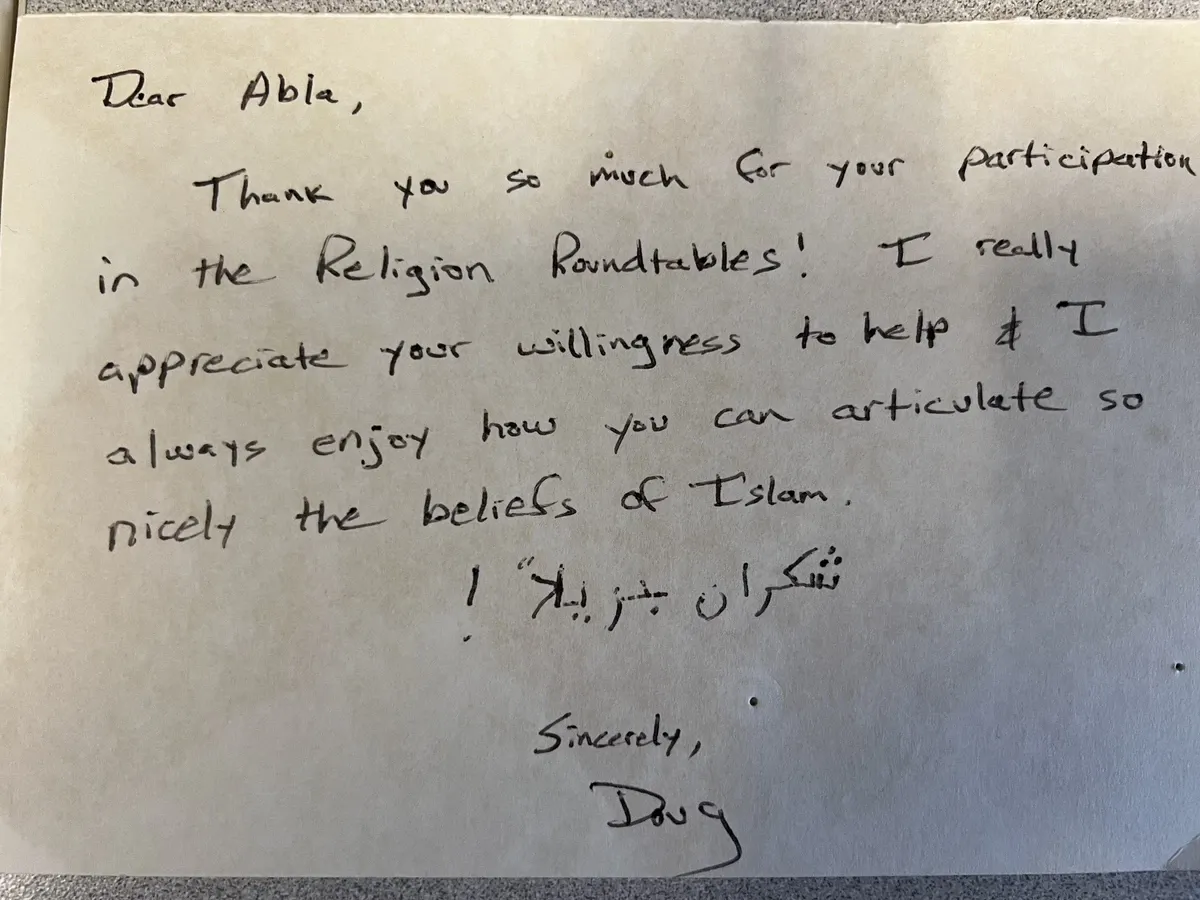 Dear Abla,
Thank you so much for your participation
in the Religion Roundtables! I really
appreciate your willingness to help & I
always enjoy how you can articulate so
nicely the beliefs of Islam.
شكران جزيلاً !
Sincerely,
Doug